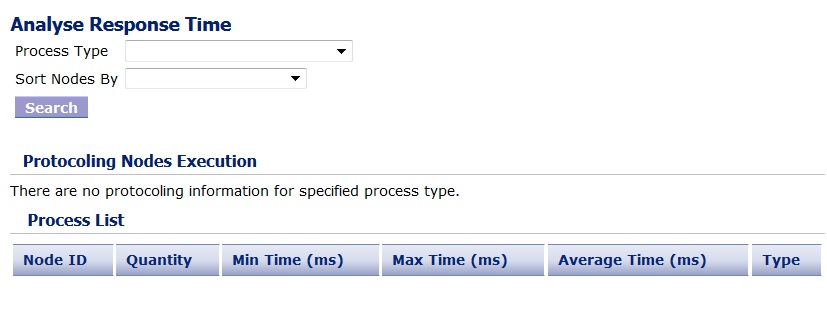 Analyse Response Time
Process Type
Sort Nodes By
Search
Protocoling Nodes Execution
There are no protocoling information for specified process type.
Process List
Node ID Quantity Min Time (ms) Max Time (ms) Average Time (ms) Type